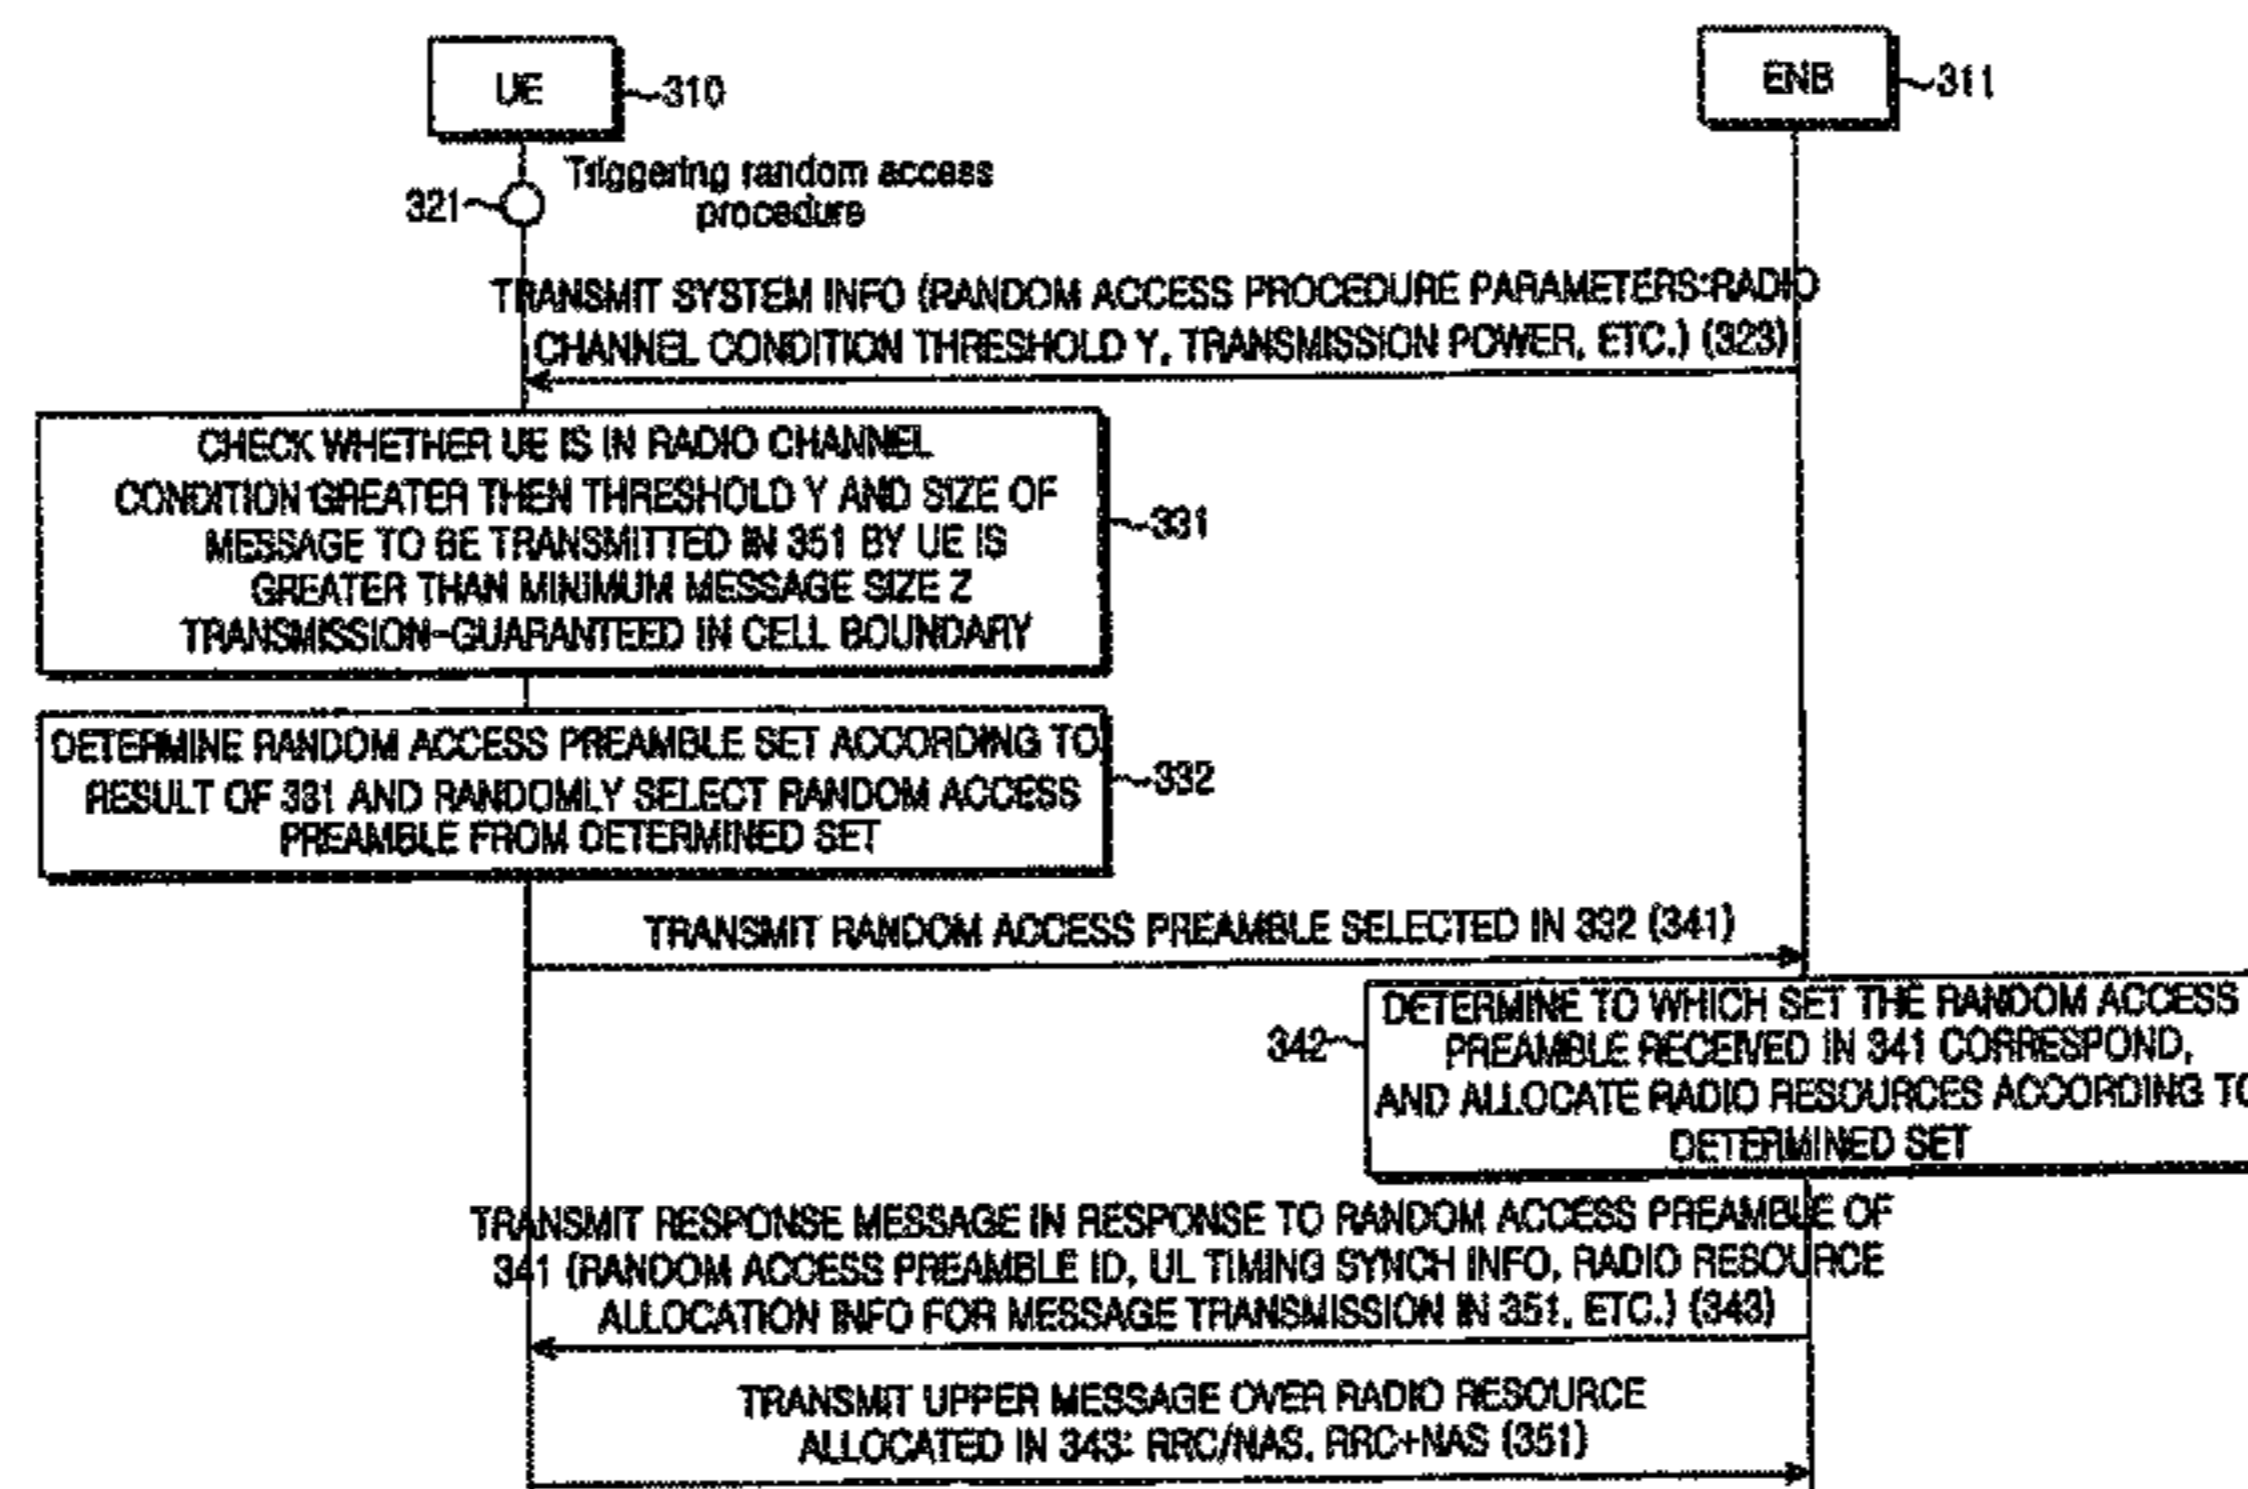 UE
310
ENB
311
321
Triggering random access
procedure
TRANSMIT SYSTEM INFO (RANDOM ACCESS PROCEDURE PARAMETERS:RADIO
CHANNEL CONDITION THRESHOLD Y, TRANSMISSION POWER, ETC.) (323)
CHECK WHETHER UE IS IN RADIO CHANNEL
CONDITION GREATER THEN THRESHOLD Y AND SIZE OF
MESSAGE TO BE TRANSMITTED IN 351 BY UE IS
GREATER THAN MINIMUM MESSAGE SIZE Z
TRANSMISSION-GUARANTEED IN CELL BOUNDARY
331
DETERMINE RANDOM ACCESS PREAMBLE SET ACCORDING TO
RESULT OF 331 AND RANDOMLY SELECT RANDOM ACCESS
PREAMBLE FROM DETERMINED SET
332
TRANSMIT RANDOM ACCESS PREAMBLE SELECTED IN 332 (341)
342
DETERMINE TO WHICH SET THE RANDOM ACCESS
PREAMBLE RECEIVED IN 341 CORRESPOND,
AND ALLOCATE RADIO RESOURCES ACCORDING TO
DETERMINED SET
TRANSMIT RESPONSE MESSAGE IN RESPONSE TO RANDOM ACCESS PREAMBLE OF
341 (RANDOM ACCESS PREAMBLE ID, UL TIMING SYNCH INFO, RADIO RESOURCE
ALLOCATION INFO FOR MESSAGE TRANSMISSION IN 351, ETC.) (343)
TRANSMIT UPPER MESSAGE OVER RADIO RESOURCE
ALLOCATED IN 343: RRC/NAS, RRC+NAS (351)